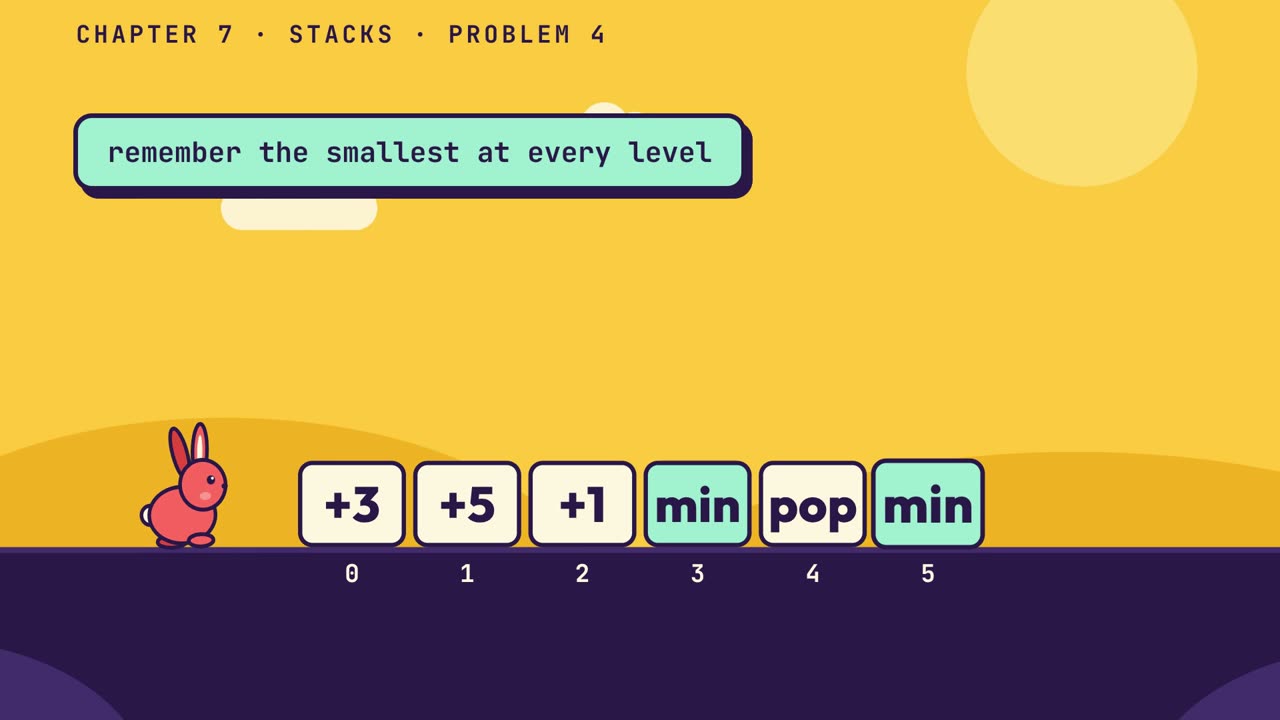 CHAPTER 7 · STACKS · PROBLEM 4
remember the smallest at every level
+3 +5 +1 min pop min
0 1 2 3 4 5